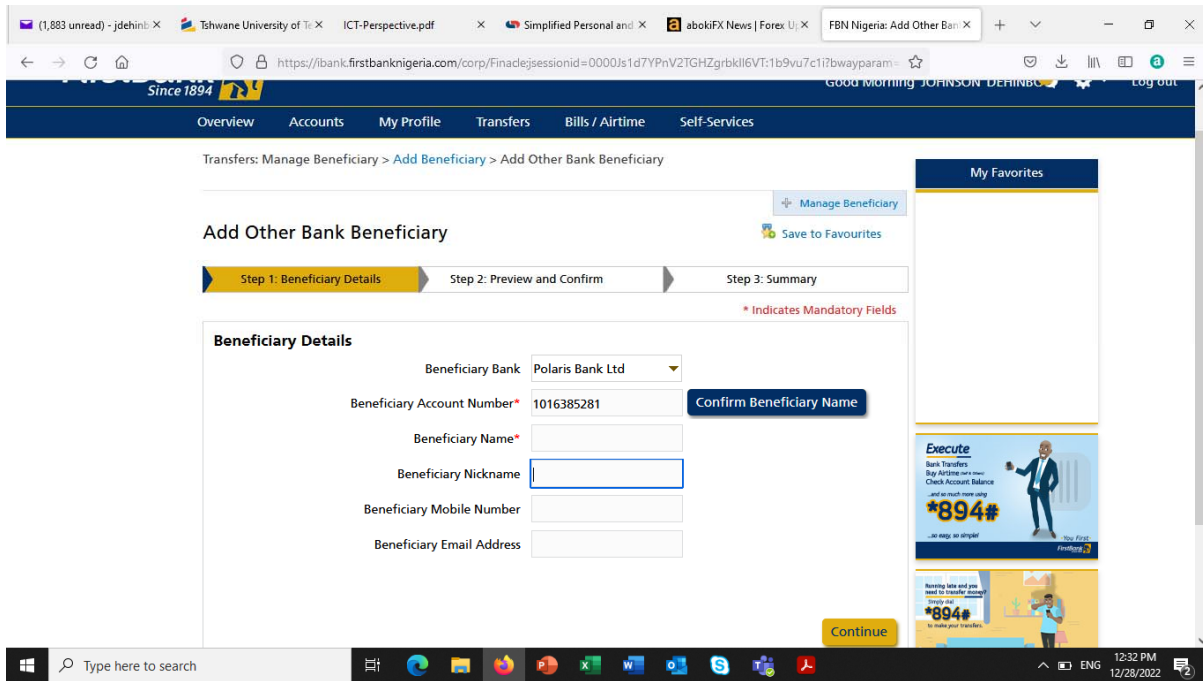 (1,883 unread) - jdehinb
Tshwane University of Te
ICT-Perspective.pdf
Simplified Personal and
abokiFX News | Forex Up
FBN Nigeria: Add Other Ban
https://ibank.firstbanknigeria.com/corp/Finade;jsessionid=0000Js1d7YPnV2TGHZgrbkII6VT:1b9vu7c1i?bwayparam=
Since 1894
Good Morning JOHNSON DEHINBO
Log out
Overview Accounts My Profile Transfers Bills / Airtime Self-Services
Transfers: Manage Beneficiary > Add Beneficiary > Add Other Bank Beneficiary
My Favorites
Manage Beneficiary
Add Other Bank Beneficiary
Save to Favourites
Step 1: Beneficiary Details Step 2: Preview and Confirm Step 3: Summary
* Indicates Mandatory Fields
Beneficiary Details
Beneficiary Bank Polaris Bank Ltd
Beneficiary Account Number* 1016385281 Confirm Beneficiary Name
Beneficiary Name*
Beneficiary Nickname
Beneficiary Mobile Number
Beneficiary Email Address
Continue
Execute
Bank Transfers
Buy Airtime
Check Account Balance
...and so much more using
*894#
...so easy, so simple!
You First
FirstBank
Running late and you
need to transfer money?
Simply dial
*894#
to make your transfers.
Type here to search
ENG
12:32 PM
12/28/2022
2